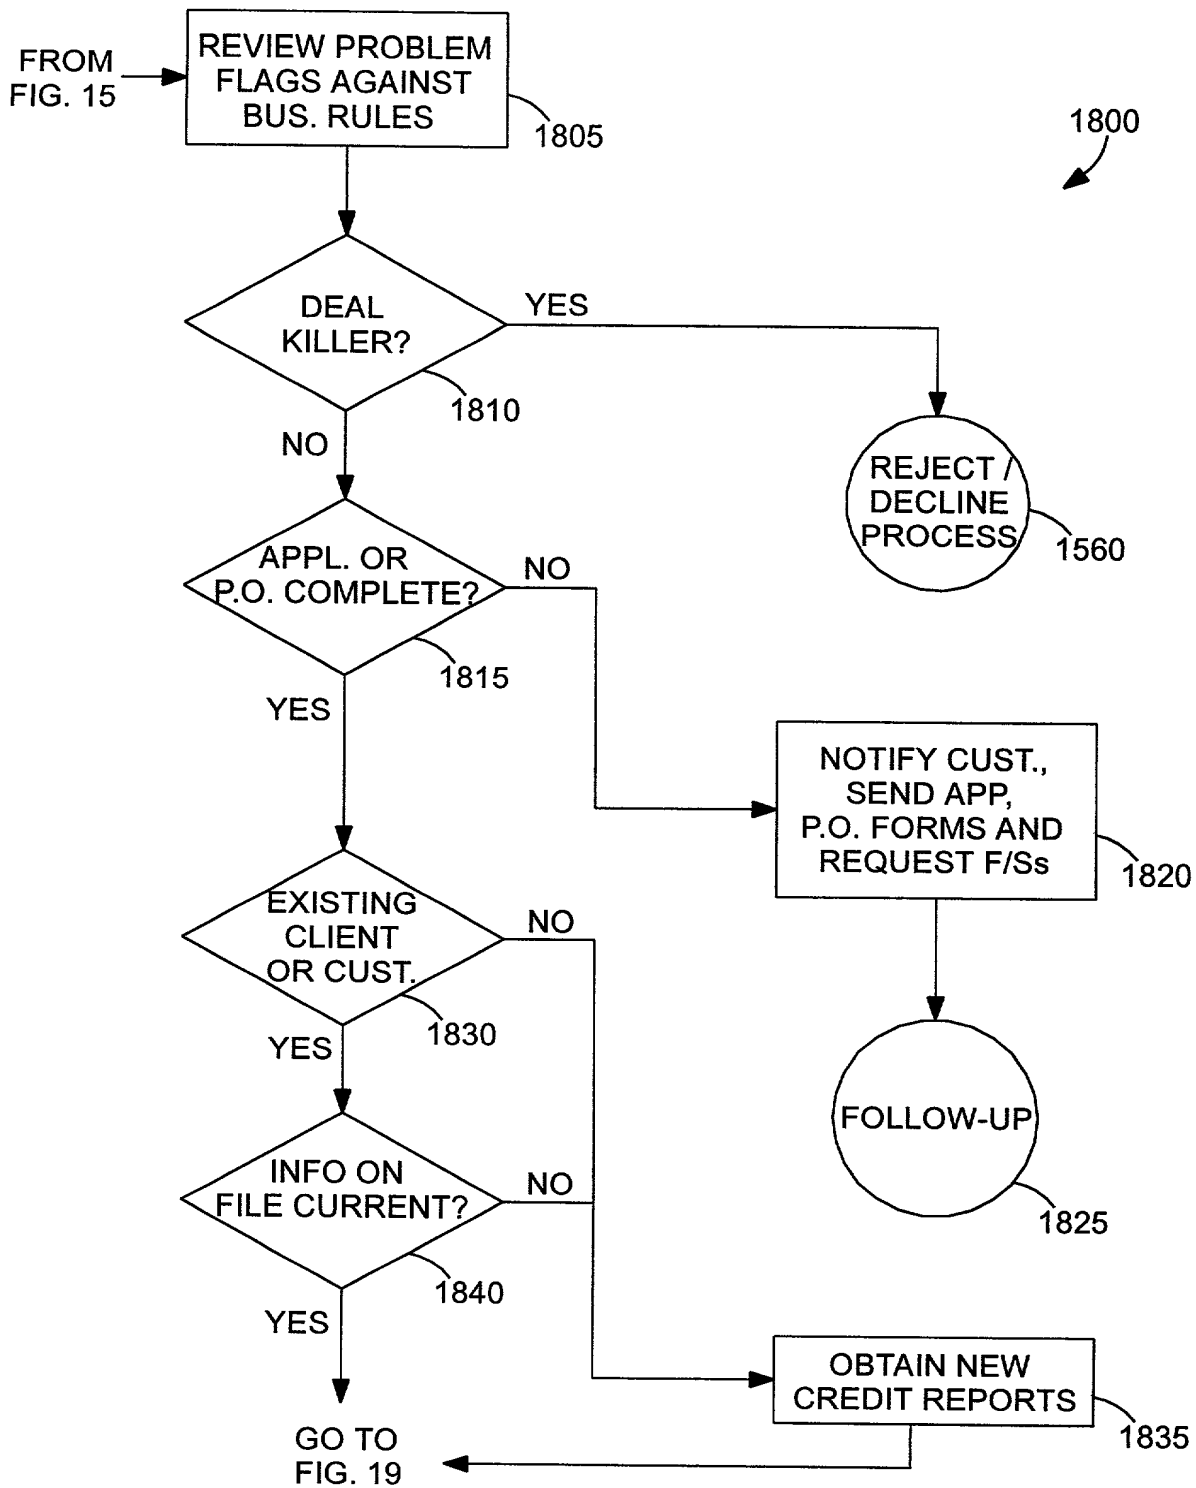 FROM
FIG. 15
REVIEW PROBLEM
FLAGS AGAINST
BUS. RULES
1805
1800
DEAL
KILLER?
1810
YES
NO
REJECT /
DECLINE
PROCESS
1560
APPL. OR
P.O. COMPLETE?
1815
NO
YES
NOTIFY CUST.,
SEND APP,
P.O. FORMS AND
REQUEST F/Ss
1820
EXISTING
CLIENT
OR CUST.
1830
NO
YES
FOLLOW-UP
1825
INFO ON
FILE CURRENT?
1840
NO
YES
OBTAIN NEW
CREDIT REPORTS
1835
GO TO
FIG. 19